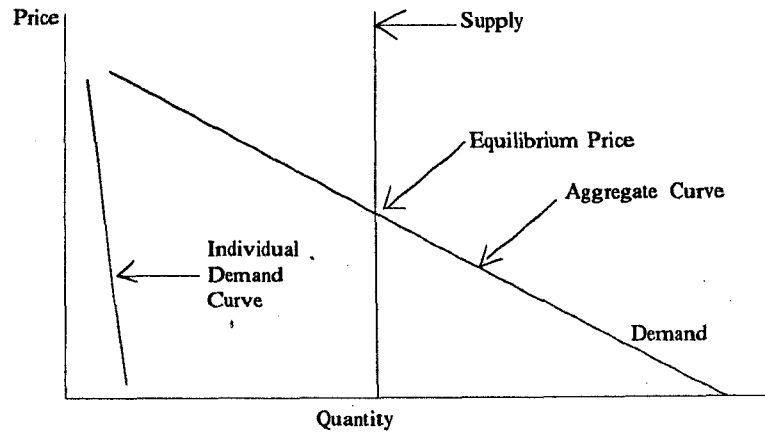 Price
Supply
Equilibrium Price
Aggregate Curve
Individual
Demand
Curve
Demand
Quantity